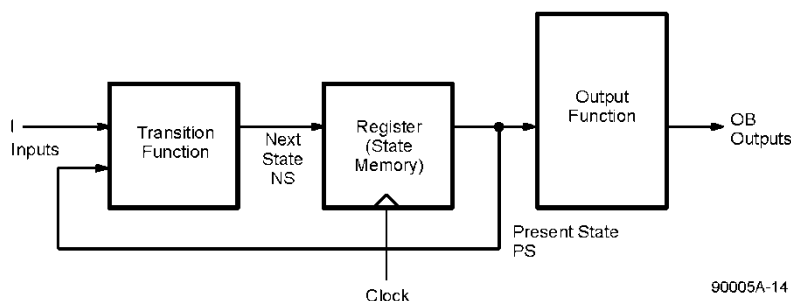 I
Inputs
Transition
Function
Next
State
NS
Register
(State
Memory)
Output
Function
OB
Outputs
Present State
PS
Clock
90005A-14